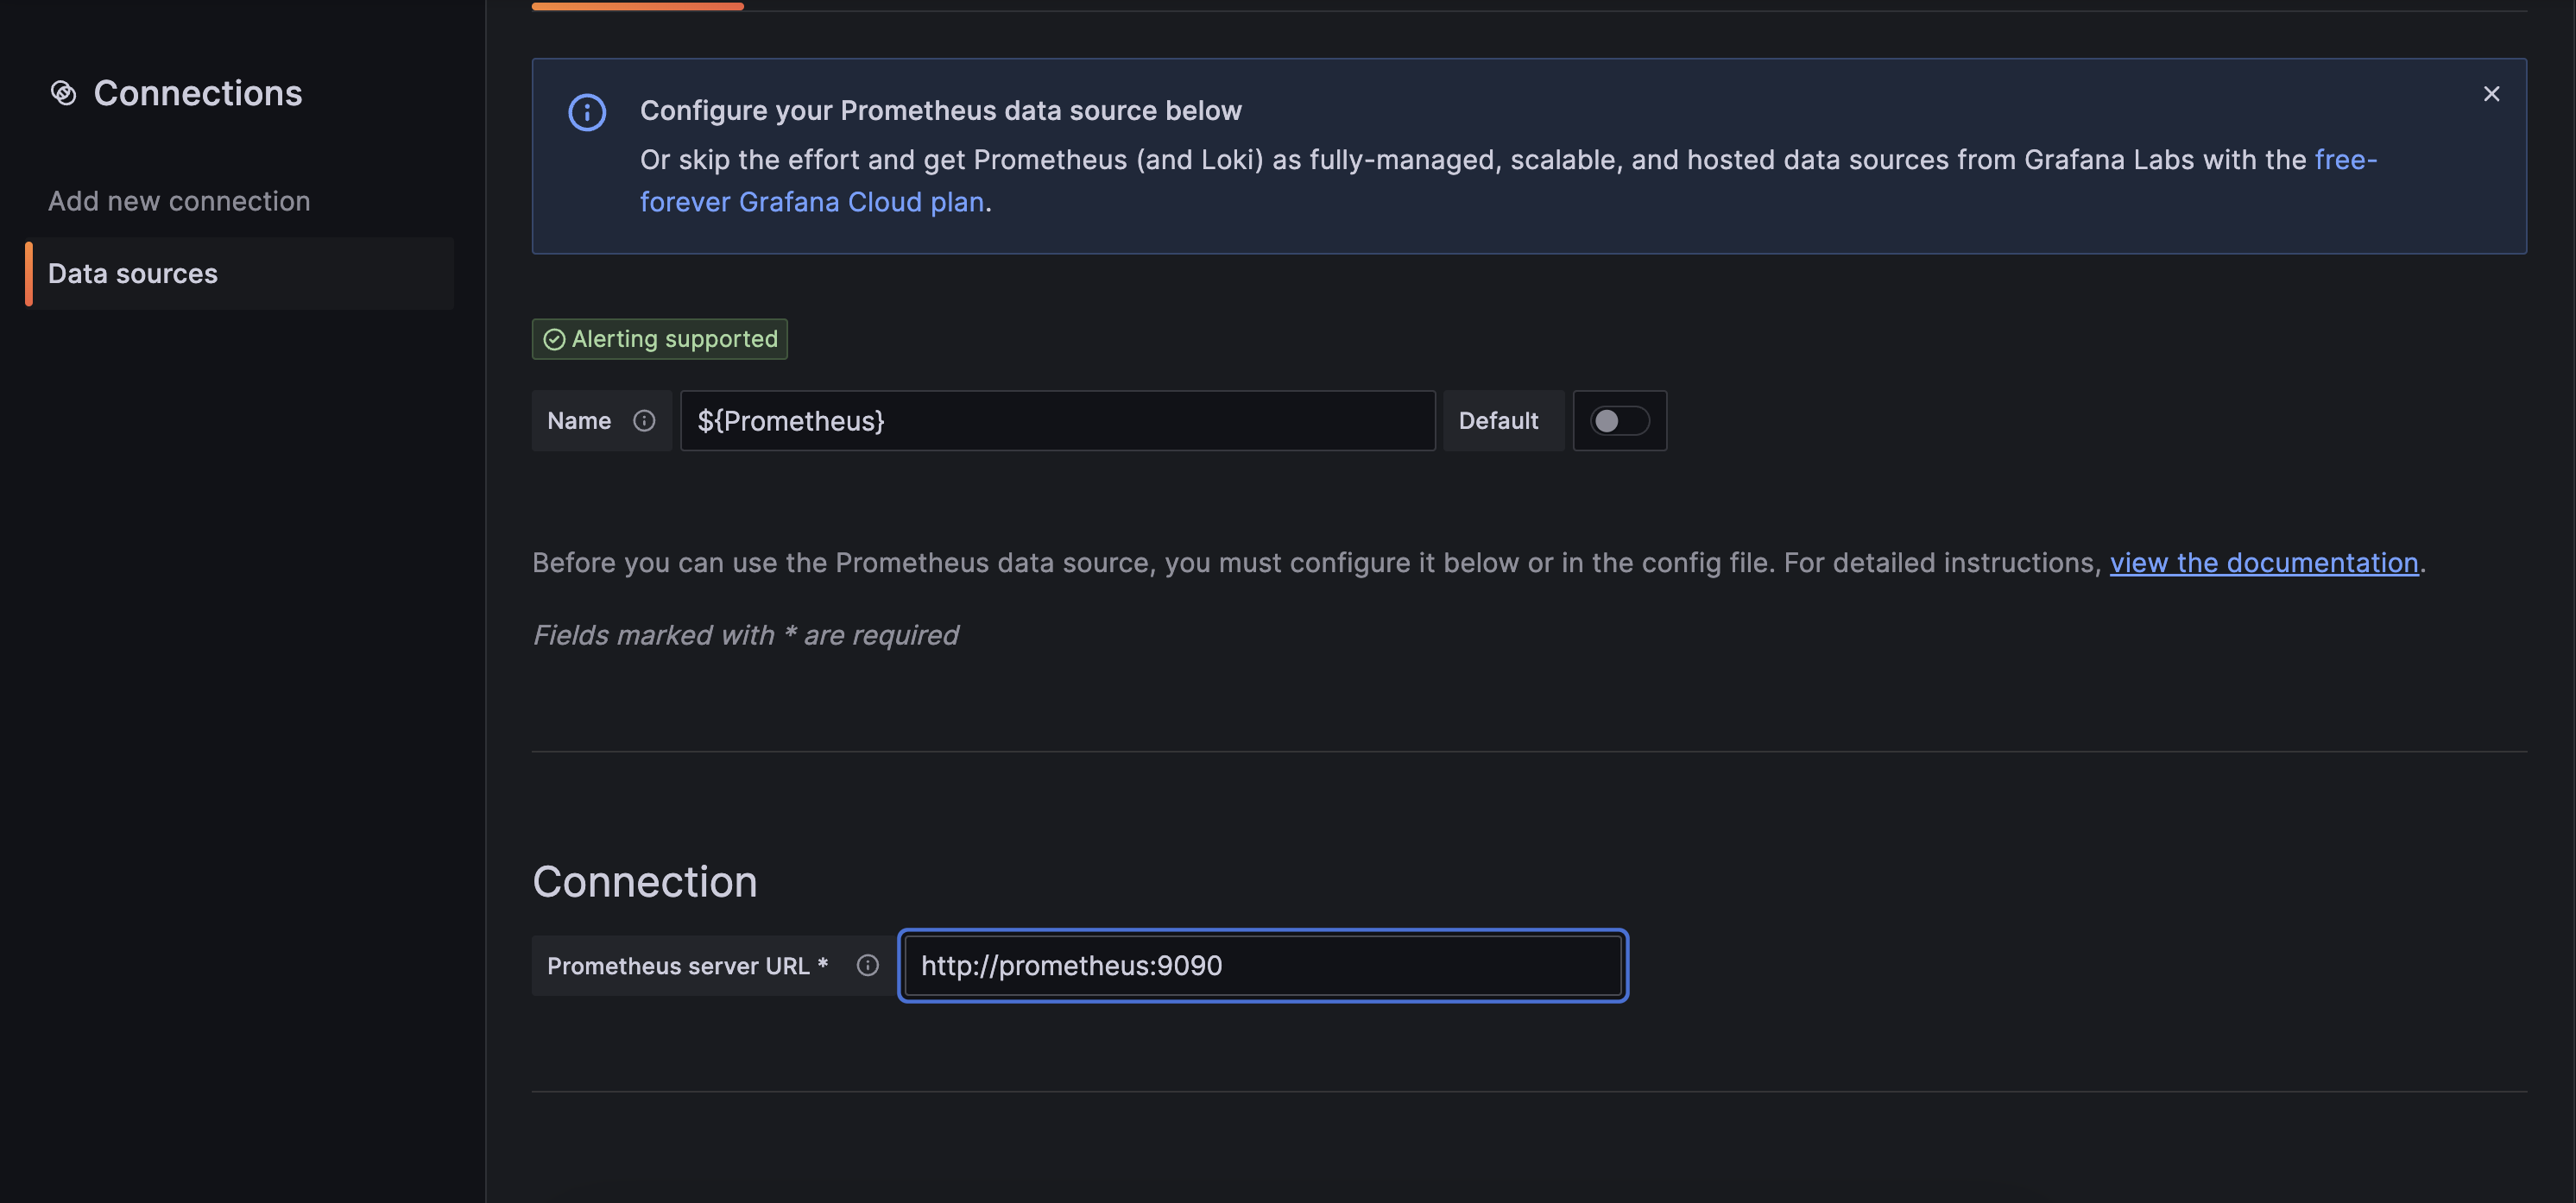 Connections
Add new connection
Data sources
Configure your Prometheus data source below
Or skip the effort and get Prometheus (and Loki) as fully-managed, scalable, and hosted data sources from Grafana Labs with the free-
forever Grafana Cloud plan.
Alerting supported
Name ${Prometheus} Default
Before you can use the Prometheus data source, you must configure it below or in the config file. For detailed instructions, view the documentation.
Fields marked with * are required
Connection
Prometheus server URL * http://prometheus:9090